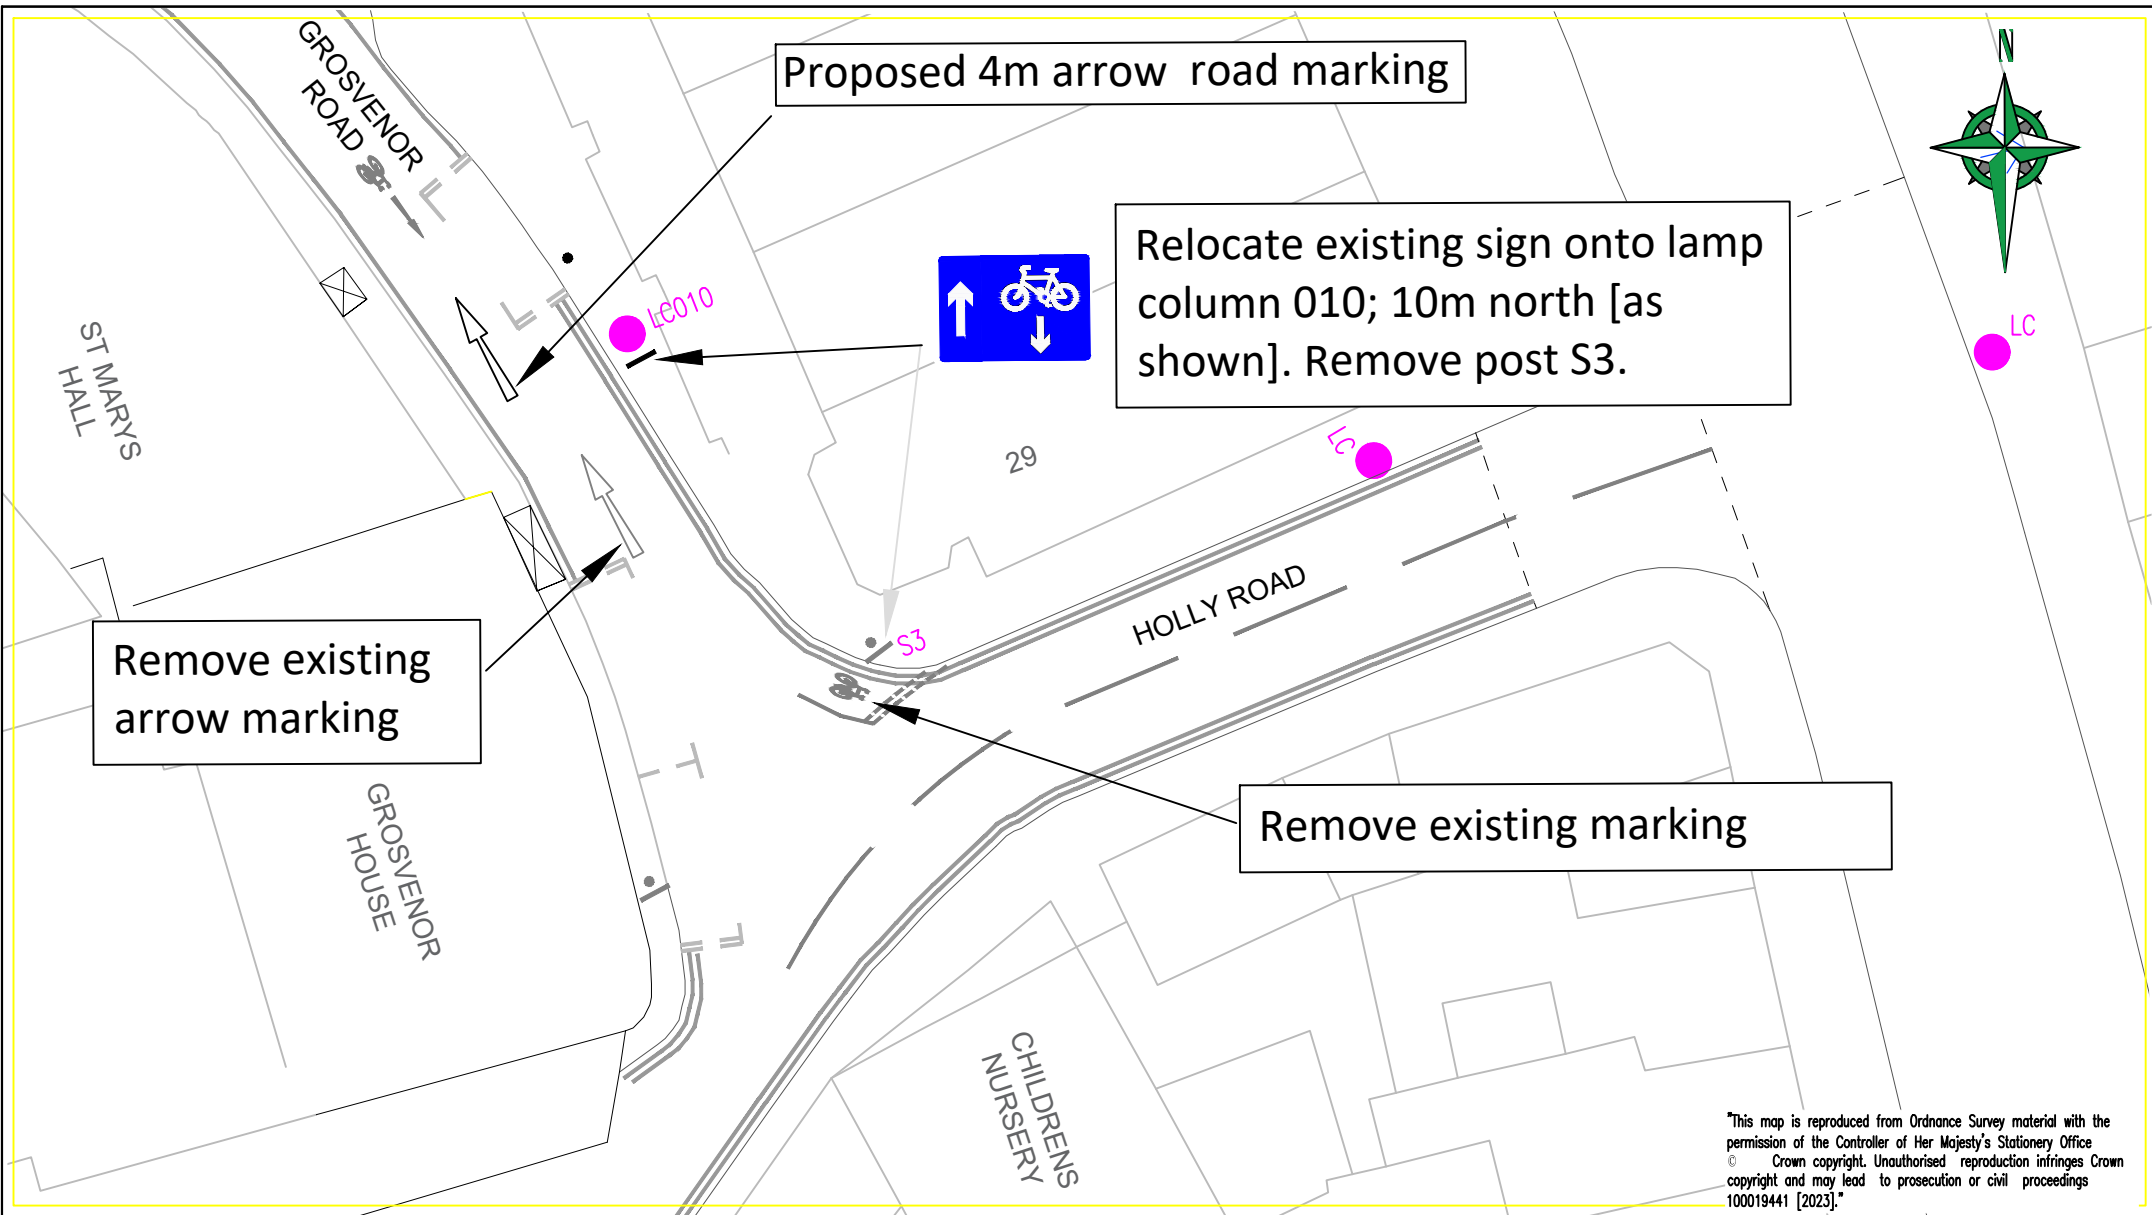 GROSVENOR
ROAD
Proposed 4m arrow  road marking
N
Relocate existing sign onto lamp
column 010; 10m north [as
shown]. Remove post S3.
LC010
LC
ST MARYS
HALL
29
LC
HOLLY ROAD
S3
Remove existing
arrow marking
Remove existing marking
GROSVENOR
HOUSE
CHILDRENS
NURSERY
"This map is reproduced from Ordnance Survey material with the
permission of the Controller of Her Majesty's Stationery Office
© Crown copyright. Unauthorised reproduction infringes Crown
copyright and may lead to prosecution or civil proceedings
100019441 [2023]."